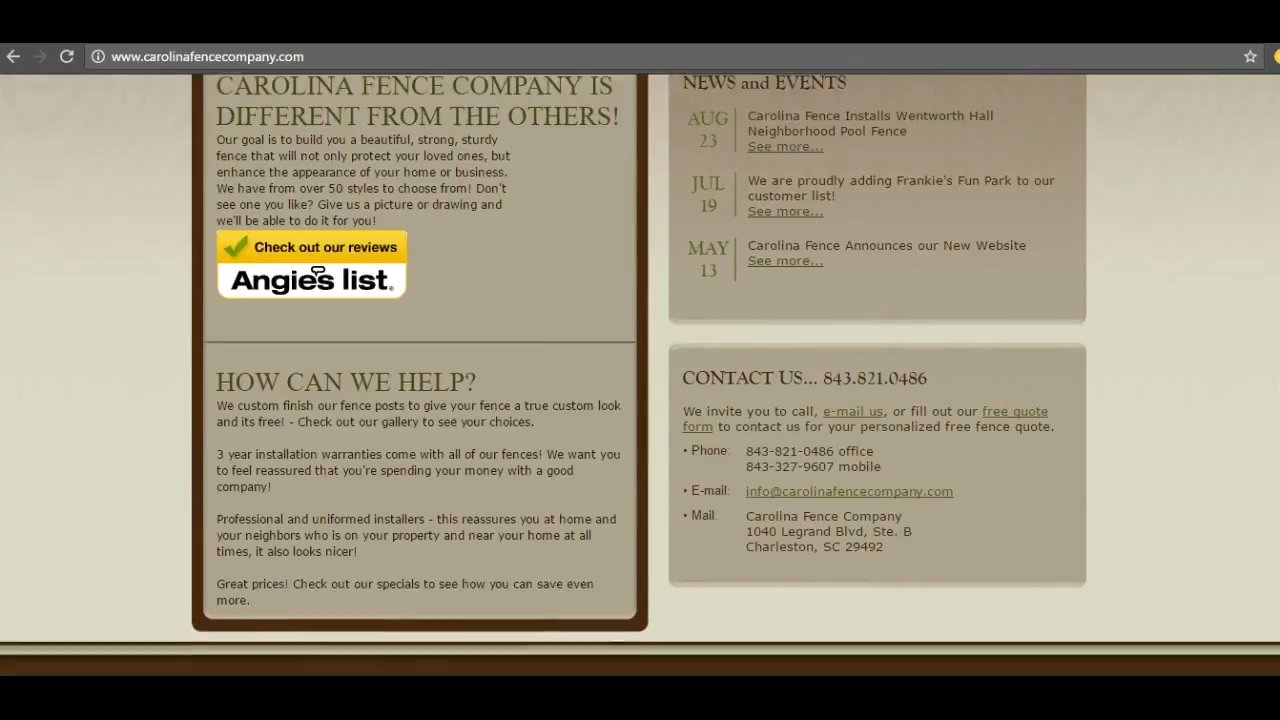 www.carolinafencecompany.com
CAROLINA FENCE COMPANY IS
DIFFERENT FROM THE OTHERS!
Our goal is to build you a beautiful, strong, sturdy
fence that will not only protect your loved ones, but
enhance the appearance of your home or business.
We have from over 50 styles to choose from! Don't
see one you like? Give us a picture or drawing and
we'll be able to do it for you!
Check out our reviews
Angie's list.
HOW CAN WE HELP?
We custom finish our fence posts to give your fence a true custom look
and its free! - Check out our gallery to see your choices.
3 year installation warranties come with all of our fences! We want you
to feel reassured that you're spending your money with a good
company!
Professional and uniformed installers - this reassures you at home and
your neighbors who is on your property and near your home at all
times, it also looks nicer!
Great prices! Check out our specials to see how you can save even
more.
NEWS and EVENTS
AUG
23
Carolina Fence Installs Wentworth Hall
Neighborhood Pool Fence
See more...
JUL
19
We are proudly adding Frankie's Fun Park to our
customer list!
See more...
MAY
13
Carolina Fence Announces our New Website
See more...
CONTACT US... 843.821.0486
We invite you to call, e-mail us, or fill out our free quote
form to contact us for your personalized free fence quote.
• Phone: 843-821-0486 office
843-327-9607 mobile
• E-mail: info@carolinafencecompany.com
• Mail: Carolina Fence Company
1040 Legrand Blvd, Ste. B
Charleston, SC 29492